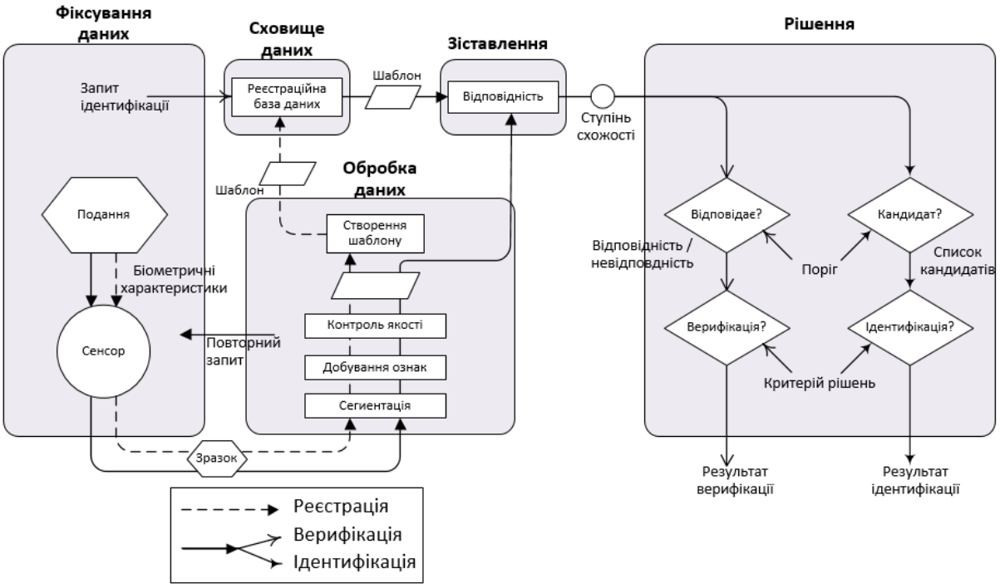 Фіксування
даних
Сховище
даних
Зіставлення
Рішення
Запит
ідентифікації
Реєстраційна
база даних
Шаблон
Відповідність
Ступінь
схожості
Шаблон
Обробка
даних
Подання
Створення
шаблону
Відповідає?
Кандидат?
Біометричні
характеристики
Відповідність /
невідповдність
Поріг
Список
кандидатів
Контроль якості
Сенсор
Повторний
запит
Добування ознак
Верифікація?
Ідентифікація?
Сегиентація
Критерій рішень
Зразок
Результат
верифікації
Результат
ідентифікації
Реєстрація
Верифікація
Ідентифікація